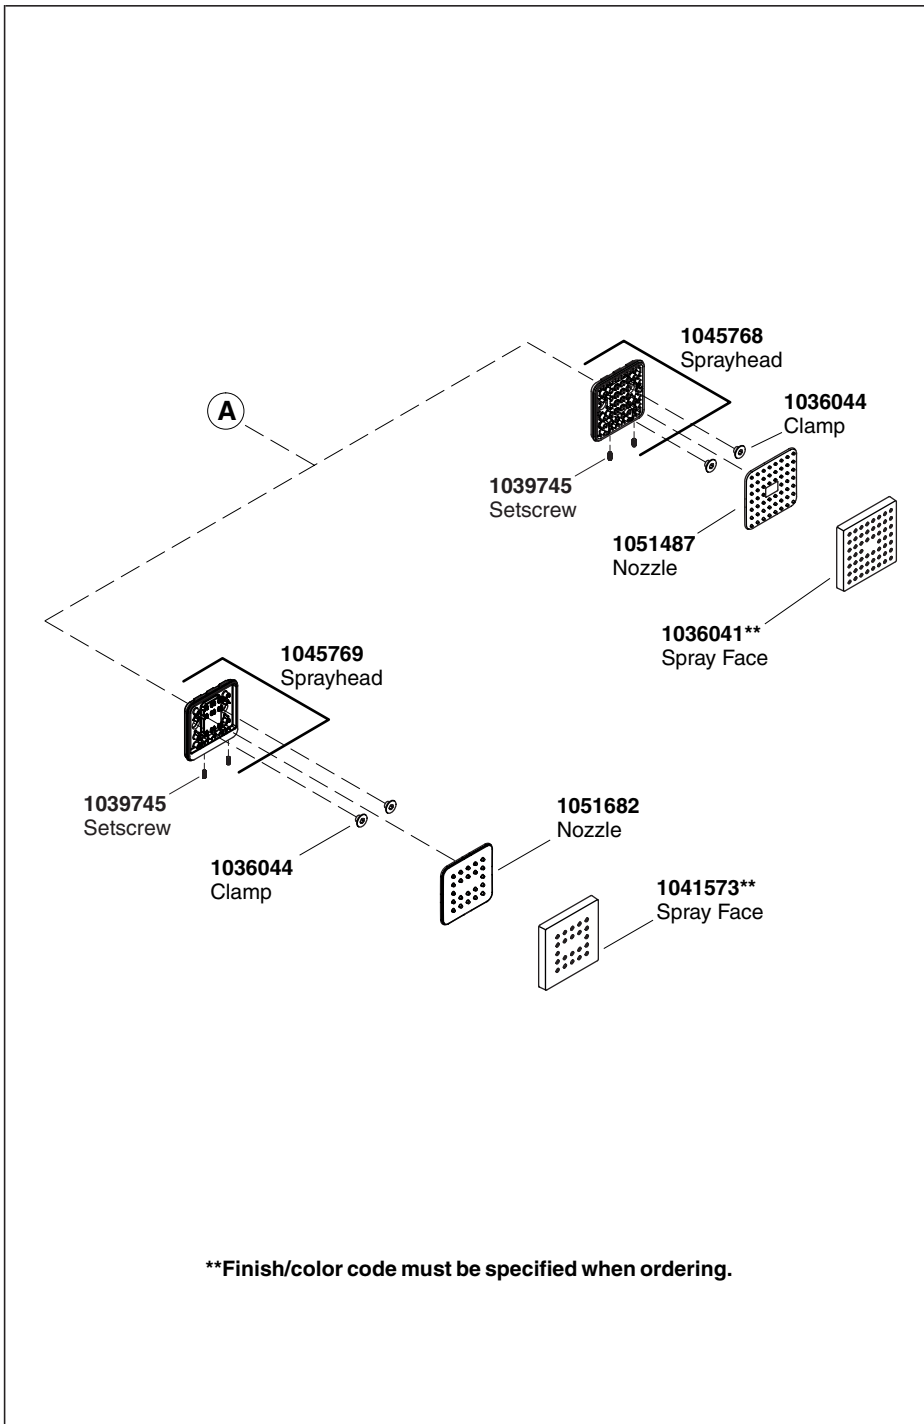 1045768
Sprayhead
1036044
Clamp
A
1039745
Setscrew
1051487
Nozzle
1036041**
Spray Face
1045769
Sprayhead
1039745
Setscrew
1051682
Nozzle
1036044
Clamp
1041573**
Spray Face
**Finish/color code must be specified when ordering.